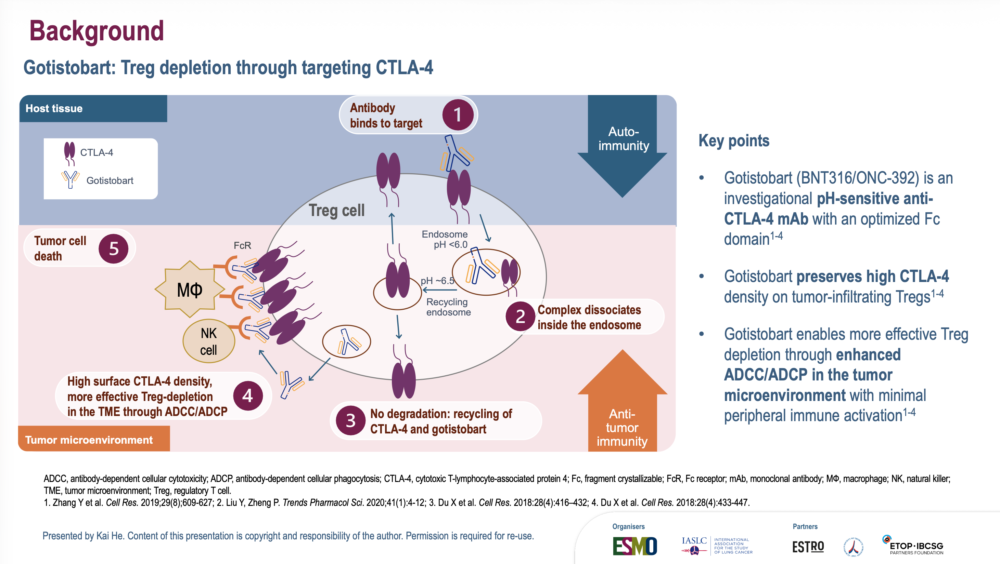 Background
Gotistobart: Treg depletion through targeting CTLA-4
Host tissue
CTLA-4
Gotistobart
Antibody
binds to target
1
Auto-
immunity
Treg cell
Endosome
pH <6.0
pH ~6.5
Recycling
endosome
2
Complex dissociates
inside the endosome
Tumor cell
death
5
FcR
MΦ
NK
cell
High surface CTLA-4 density,
more effective Treg-depletion
in the TME through ADCC/ADCP
4
3
No degradation: recycling of
CTLA-4 and gotistobart
Anti-
tumor
immunity
Tumor microenvironment
Key points
• Gotistobart (BNT316/ONC-392) is an
investigational pH-sensitive anti-
CTLA-4 mAb with an optimized Fc
domain1-4
• Gotistobart preserves high CTLA-4
density on tumor-infiltrating Tregs1-4
• Gotistobart enables more effective Treg
depletion through enhanced
ADCC/ADCP in the tumor
microenvironment with minimal
peripheral immune activation1-4
ADCC, antibody-dependent cellular cytotoxicity; ADCP, antibody-dependent cellular phagocytosis; CTLA-4, cytotoxic T-lymphocyte-associated protein 4; Fc, fragment crystallizable; FcR, Fc receptor; mAb, monoclonal antibody; MΦ, macrophage; NK, natural killer;
TME, tumor microenvironment; Treg, regulatory T cell.
1. Zhang Y et al. Cell Res. 2019;29(8);609-627; 2. Liu Y, Zheng P. Trends Pharmacol Sci. 2020;41(1):4-12; 3. Du X et al. Cell Res. 2018:28(4):416–432; 4. Du X et al. Cell Res. 2018:28(4):433-447.
Presented by Kai He. Content of this presentation is copyright and responsibility of the author. Permission is required for re-use.
Organisers
ESMO
IASLC
INTERNATIONAL
ASSOCIATION
FOR THE STUDY
OF LUNG CANCER
Partners
ESTRO
ETOP·IBCSG
PARTNERS FOUNDATION